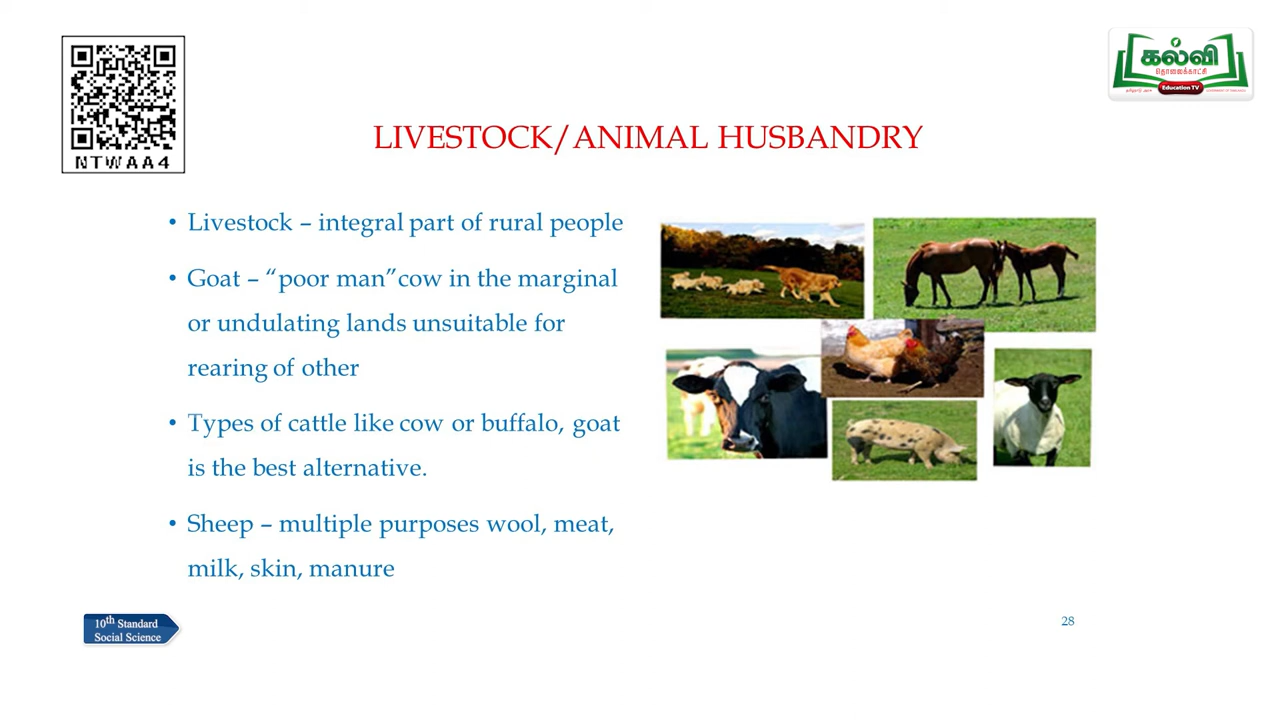 கல்வி
தொலைக்காட்சி
Education TV
NTWAA4
LIVESTOCK/ANIMAL HUSBANDRY
• Livestock – integral part of rural people
• Goat – “poor man”cow in the marginal
or undulating lands unsuitable for
rearing of other
• Types of cattle like cow or buffalo, goat
is the best alternative.
• Sheep – multiple purposes wool, meat,
milk, skin, manure
10th Standard
Social Science
28